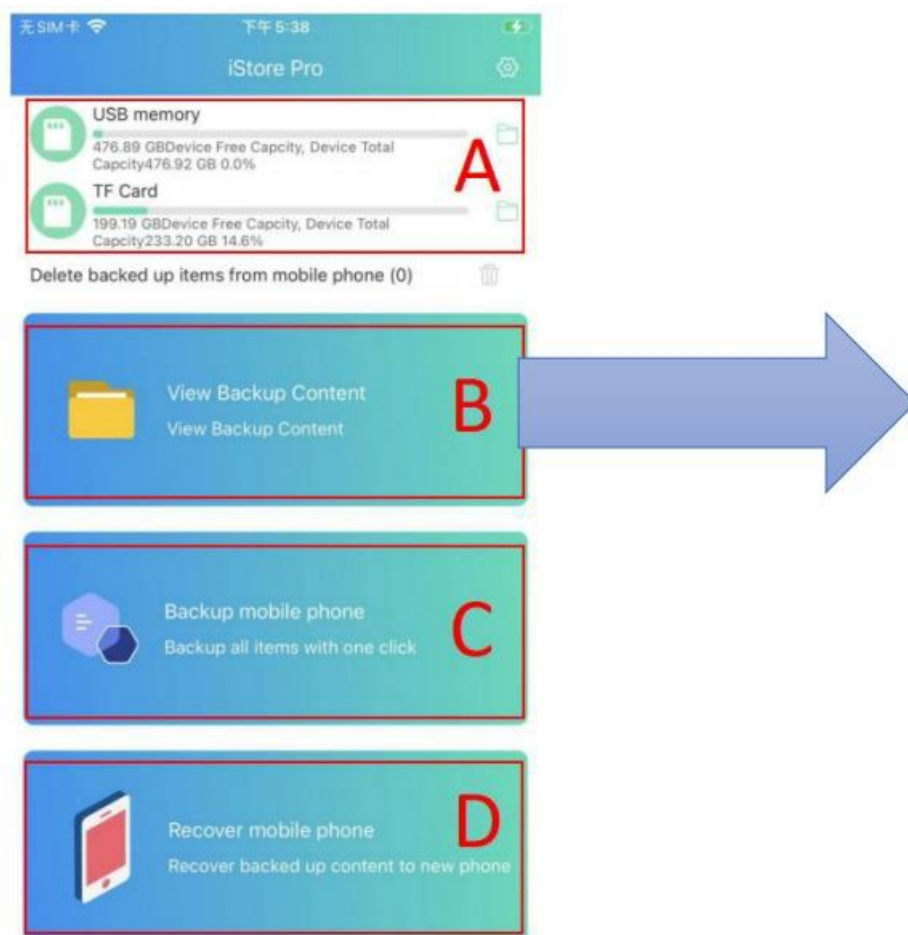 无SIM卡 下午5:38
iStore Pro
USB memory
476.89 GBDevice Free Capcity, Device Total
Capcity476.92 GB 0.0%
A
TF Card
199.19 GBDevice Free Capcity, Device Total
Capcity233.20 GB 14.6%
Delete backed up items from mobile phone (0)
View Backup Content
View Backup Content
B
Backup mobile phone
Backup all items with one click
C
Recover mobile phone
Recover backed up content to new phone
D